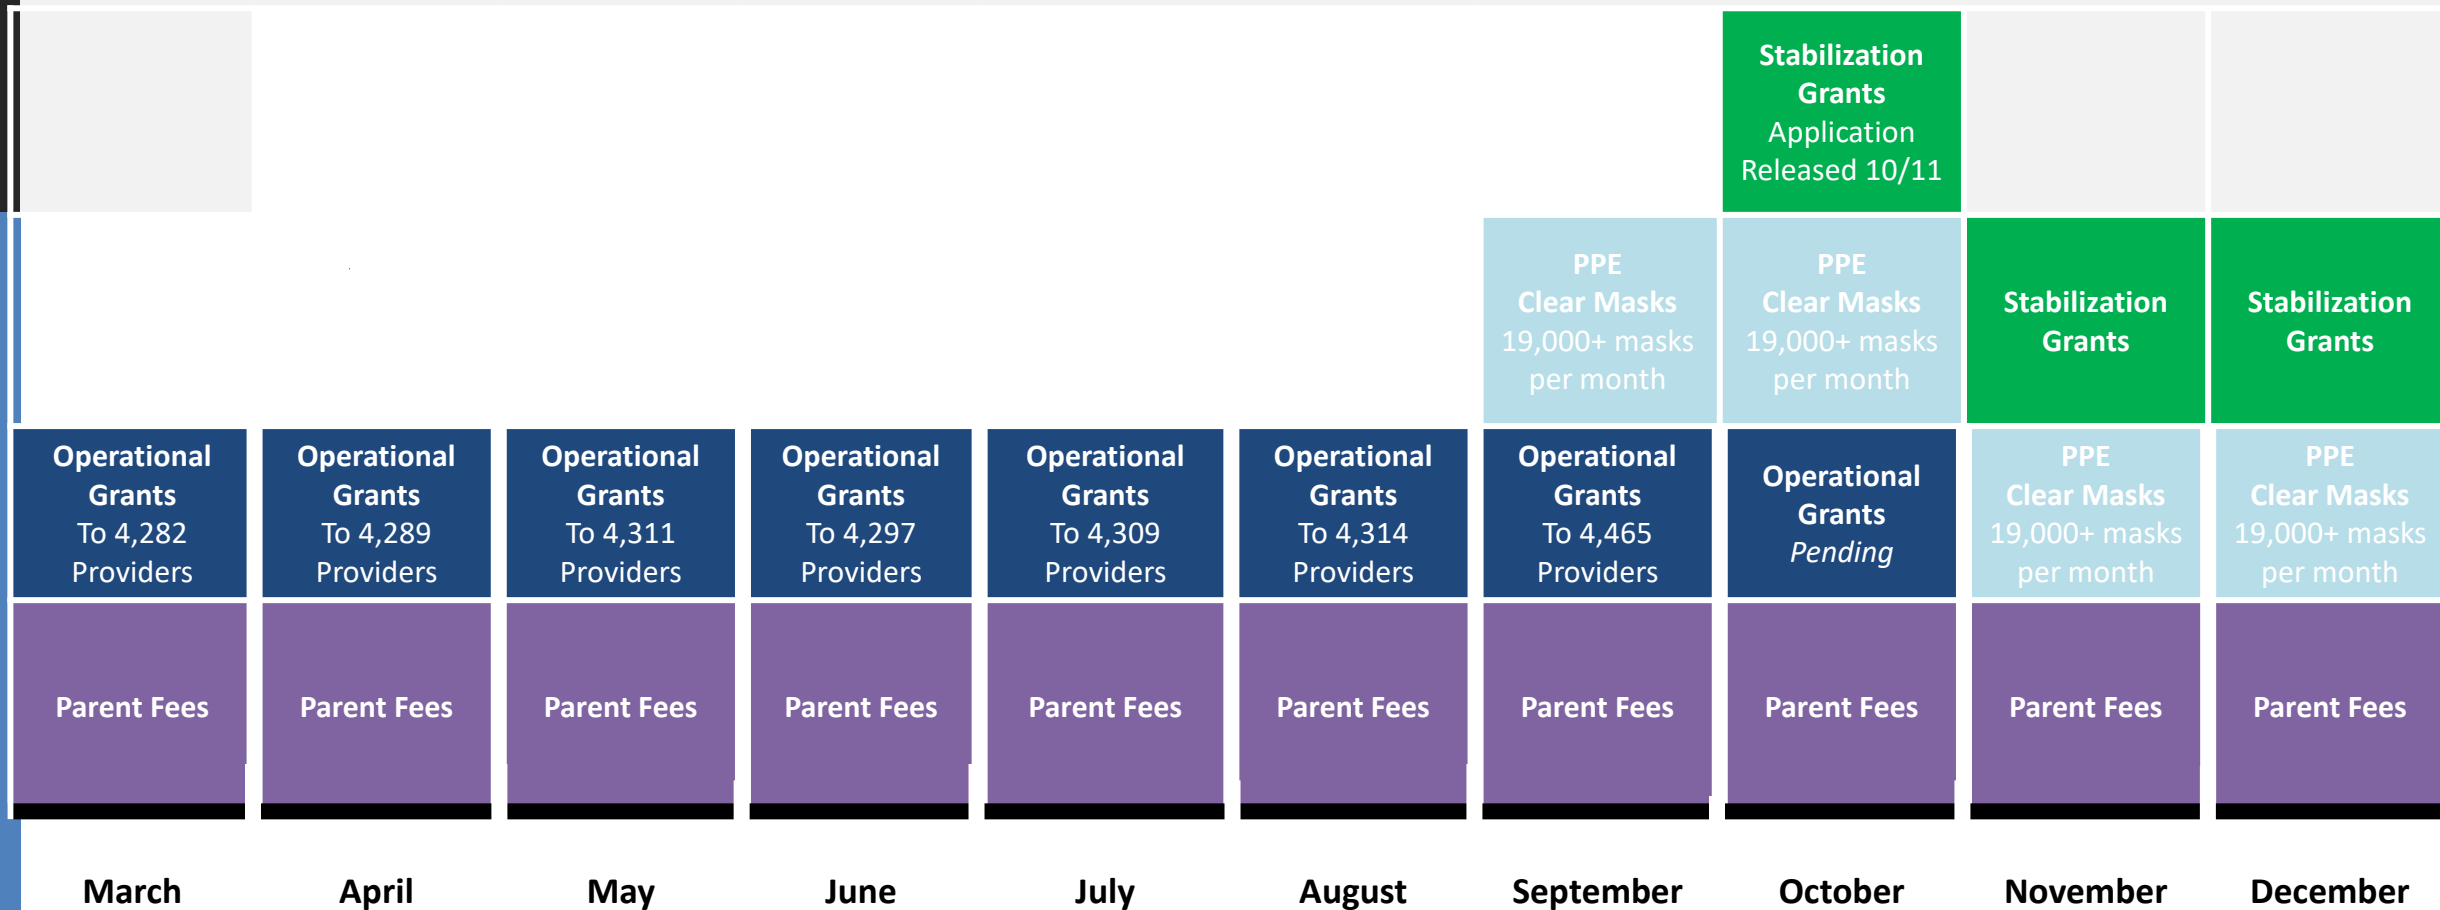 Stabilization
Grants
Application
Released 10/11
PPE
Clear Masks
19,000+ masks
per month
PPE
Clear Masks
19,000+ masks
per month
Stabilization
Grants
Stabilization
Grants
Operational
Grants
To 4,282
Providers
Operational
Grants
To 4,289
Providers
Operational
Grants
To 4,311
Providers
Operational
Grants
To 4,297
Providers
Operational
Grants
To 4,309
Providers
Operational
Grants
To 4,314
Providers
Operational
Grants
To 4,465
Providers
Operational
Grants
Pending
PPE
Clear Masks
19,000+ masks
per month
PPE
Clear Masks
19,000+ masks
per month
Parent Fees
Parent Fees
Parent Fees
Parent Fees
Parent Fees
Parent Fees
Parent Fees
Parent Fees
Parent Fees
Parent Fees
March
April
May
June
July
August
September
October
November
December